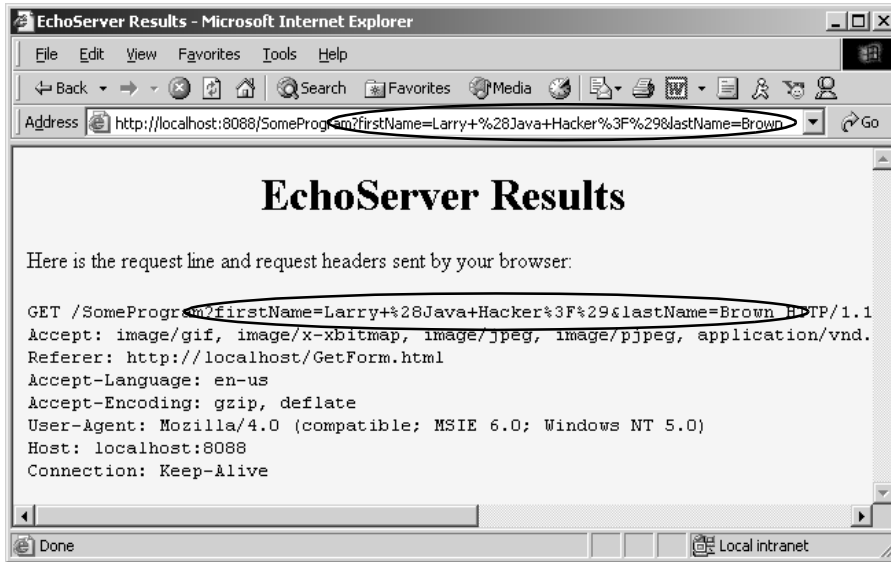 EchoServer Results - Microsoft Internet Explorer
File Edit View Favorites Tools Help
Back Search Favorites Media
Address http://localhost:8088/SomeProgram?firstName=Larry+%28Java+Hacker%3F%29&lastName=Brown Go
EchoServer Results
Here is the request line and request headers sent by your browser:
GET /SomeProgram?firstName=Larry+%28Java+Hacker%3F%29&lastName=Brown HTTP/1.1
Accept: image/gif, image/x-xbitmap, image/jpeg, image/pjpeg, application/vnd.
Referer: http://localhost/GetForm.html
Accept-Language: en-us
Accept-Encoding: gzip, deflate
User-Agent: Mozilla/4.0 (compatible; MSIE 6.0; Windows NT 5.0)
Host: localhost:8088
Connection: Keep-Alive
Done Local intranet